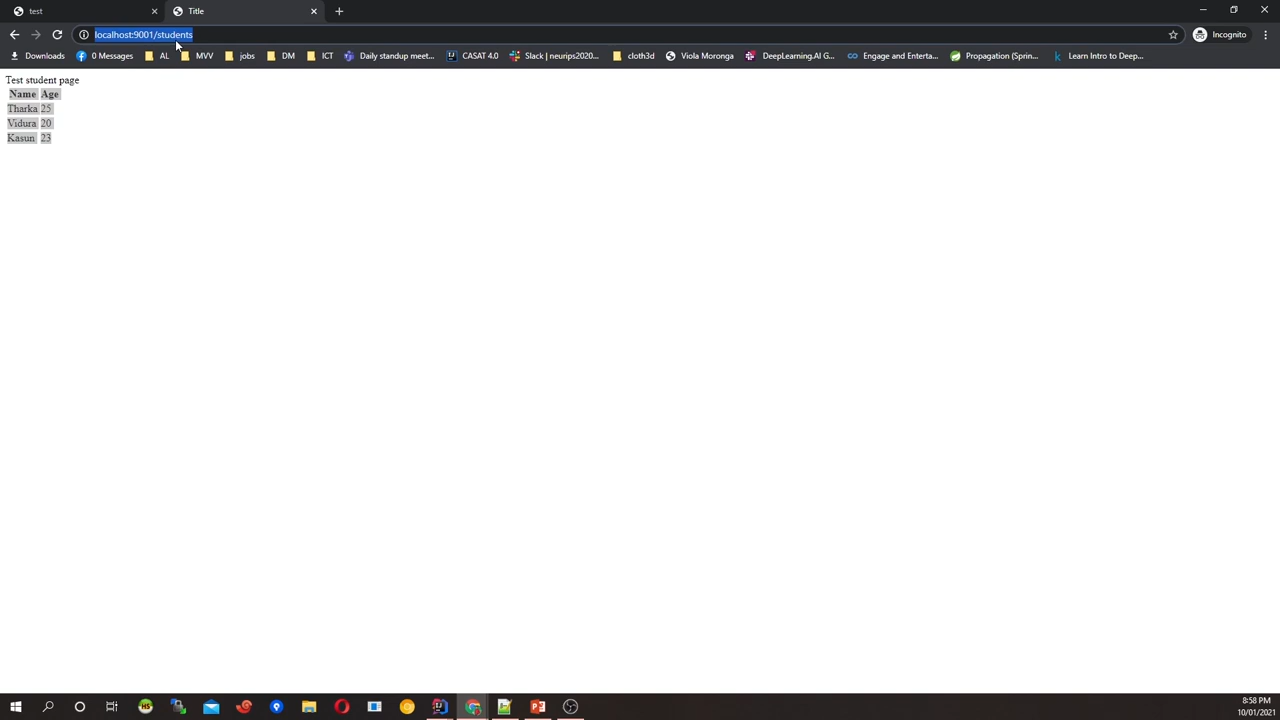 test
Title
localhost:9001/students
Incognito
Downloads
0 Messages
AL
MVV
jobs
DM
ICT
Daily standup meet...
CASAT 4.0
Slack | neurips2020...
cloth3d
Viola Moronga
DeepLearning.AI G...
Engage and Enterta...
Propagation (Sprin...
Learn Intro to Deep...
Test student page
Name Age
Tharka 25
Vidura 20
Kasun 23
8:58 PM
10/01/2021